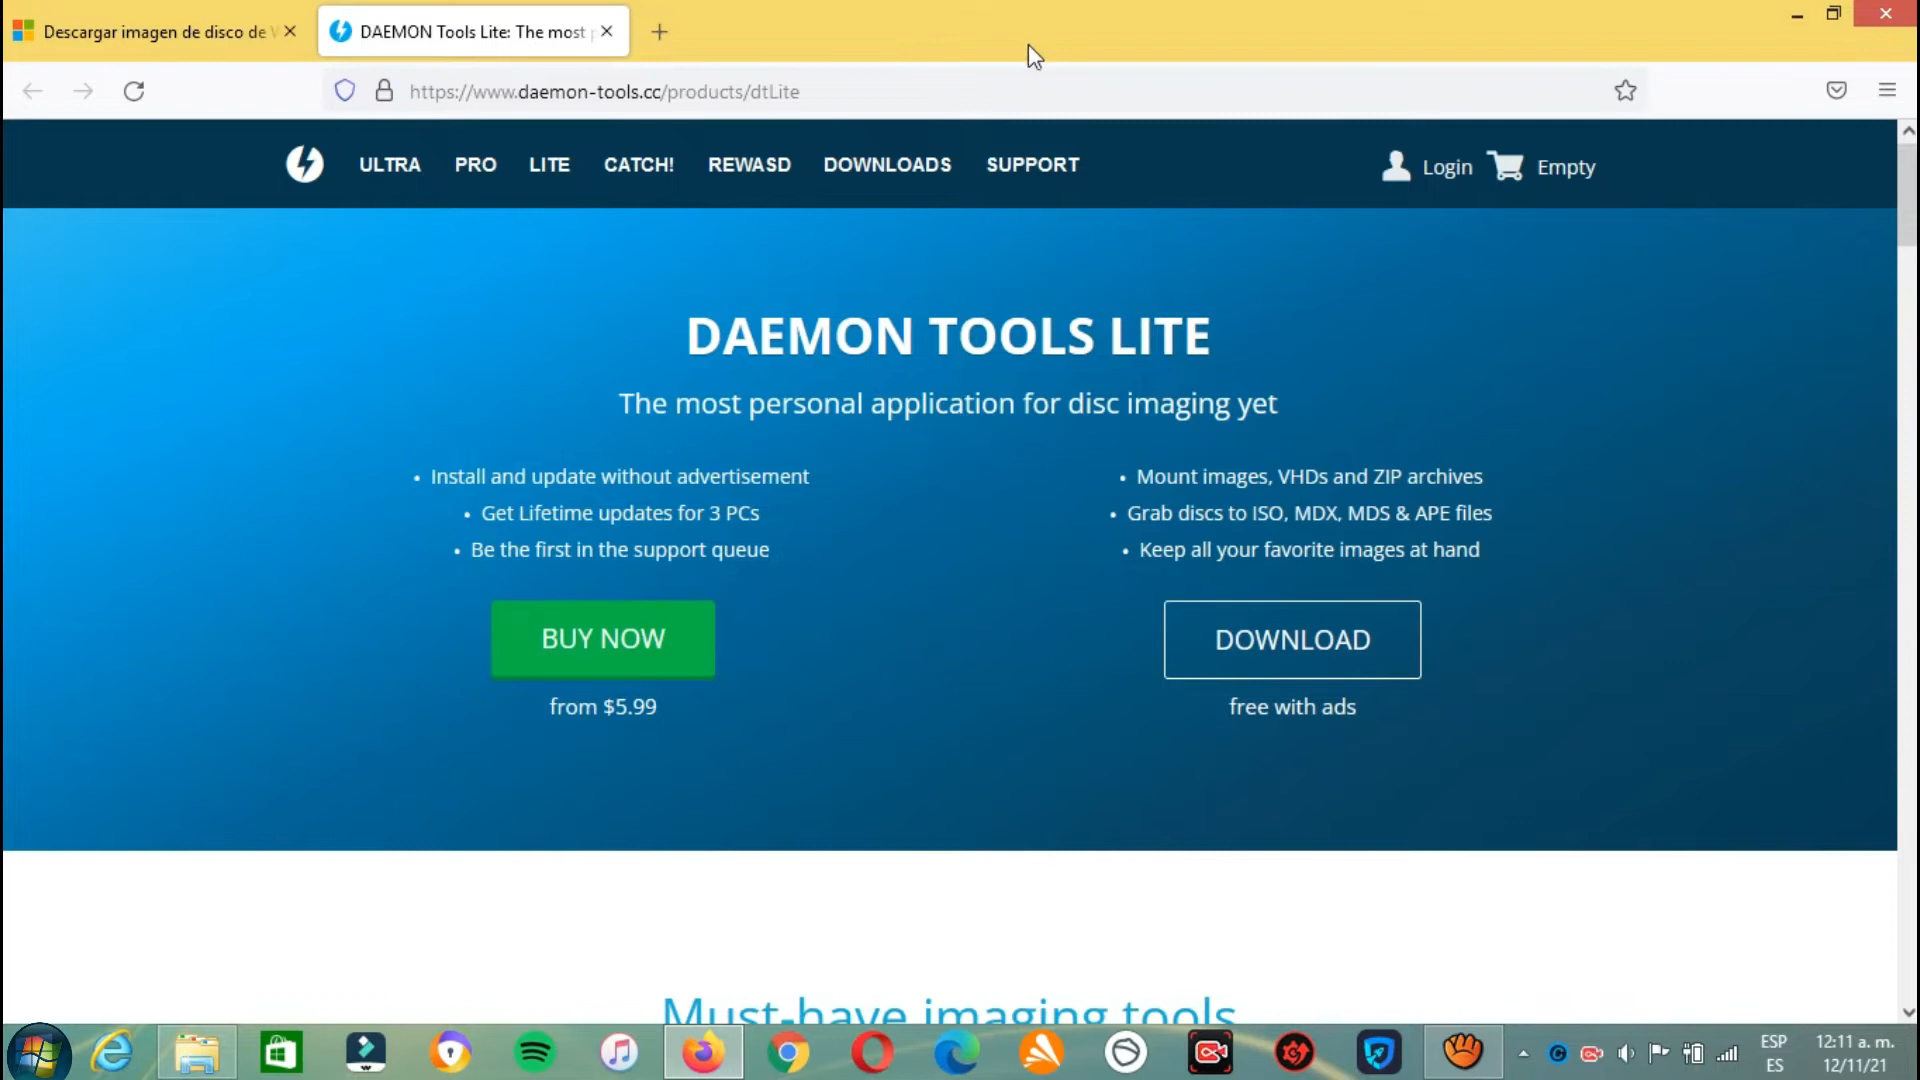 Descargar imagen de disco de
DAEMON Tools Lite: The most
https://www.daemon-tools.cc/products/dtLite
ULTRA PRO LITE CATCH! REWASD DOWNLOADS SUPPORT Login Empty
DAEMON TOOLS LITE
The most personal application for disc imaging yet
• Install and update without advertisement
• Get Lifetime updates for 3 PCs
• Be the first in the support queue
BUY NOW
from $5.99
• Mount images, VHDs and ZIP archives
• Grab discs to ISO, MDX, MDS & APE files
• Keep all your favorite images at hand
DOWNLOAD
free with ads
Must-have imaging tools
ESP
ES
12:11 a. m.
12/11/21